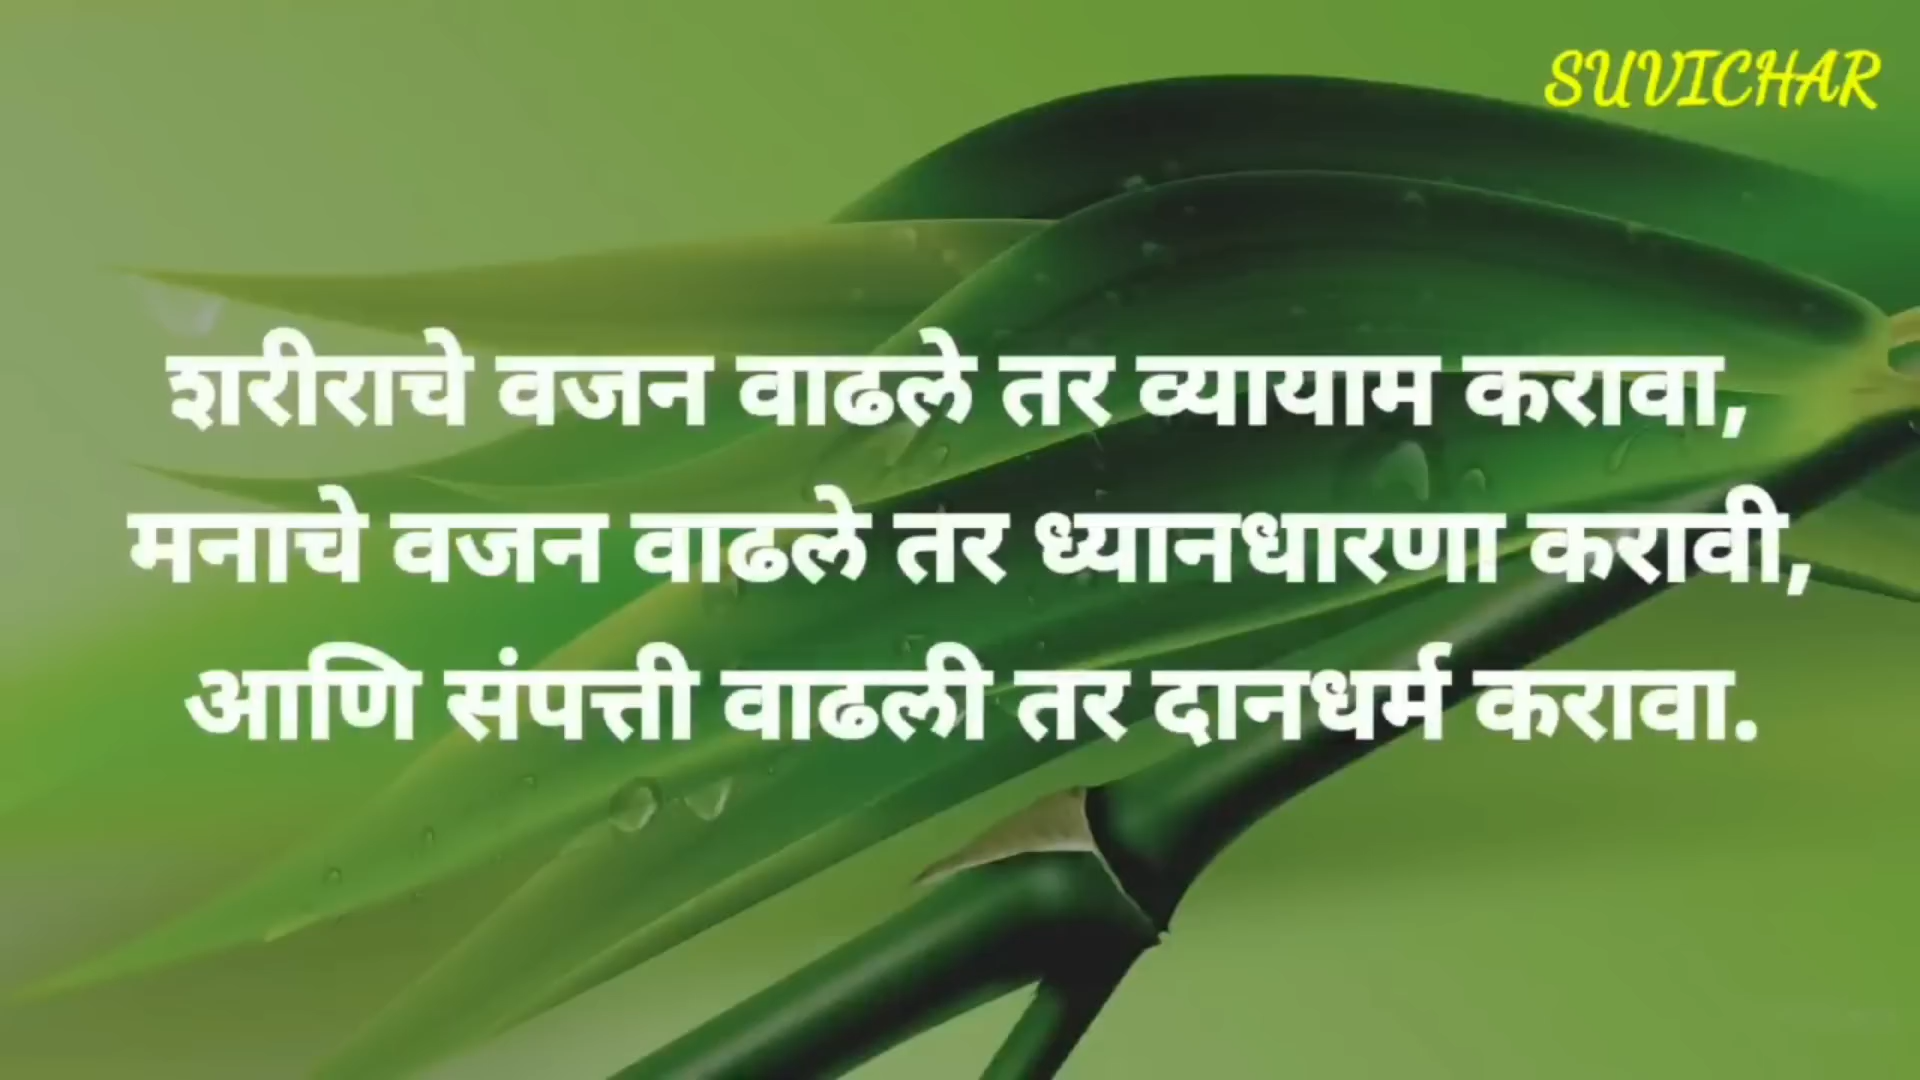 SUVICHAR
शरीराचे वजन वाढले तर व्यायाम करावा,
मनाचे वजन वाढले तर ध्यानधारणा करावी,
आणि संपत्ती वाढली तर दानधर्म करावा.